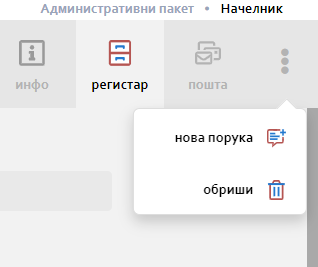 Административни пакет • Начелник
инфо
регистар
пошта
нова порука
обриши